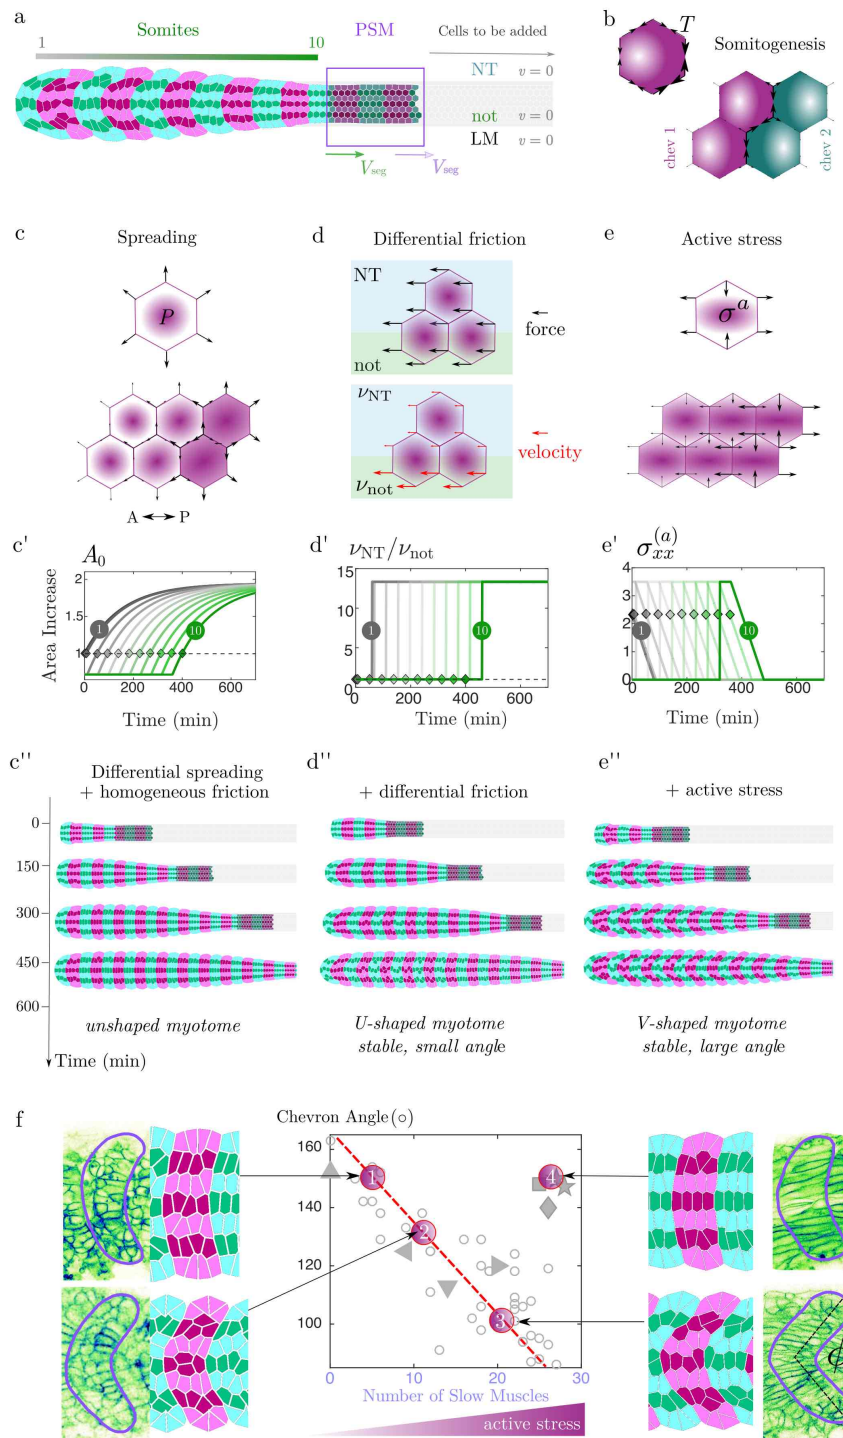 a
Somites
PSM
Cells to be added
1
10
NT
v = 0
not
v = 0
LM
v = 0
V_seg
V_seg
b
T
Somitogenesis
chev 1
chev 2
c
Spreading
P
A ⟷ P
d
Differential friction
NT
not
force
ν_NT
ν_not
velocity
e
Active stress
σ^a
c'
A_0
Area Increase
2
1.5
1
1
10
0
200
400
600
Time (min)
d'
ν_NT/ν_not
15
10
5
0
1
10
0
200
400
600
Time (min)
e'
σ_xx^(a)
4
3
2
1
0
1
10
0
200
400
600
Time (min)
c''
Differential spreading
+ homogeneous friction
d''
+ differential friction
e''
+ active stress
0
150
300
450
600
Time (min)
unshaped myotome
U-shaped myotome
stable, small angle
V-shaped myotome
stable, large angle
f
Chevron Angle (○)
160
140
120
100
1
2
3
4
0
10
20
30
Number of Slow Muscles
active stress
ϕ